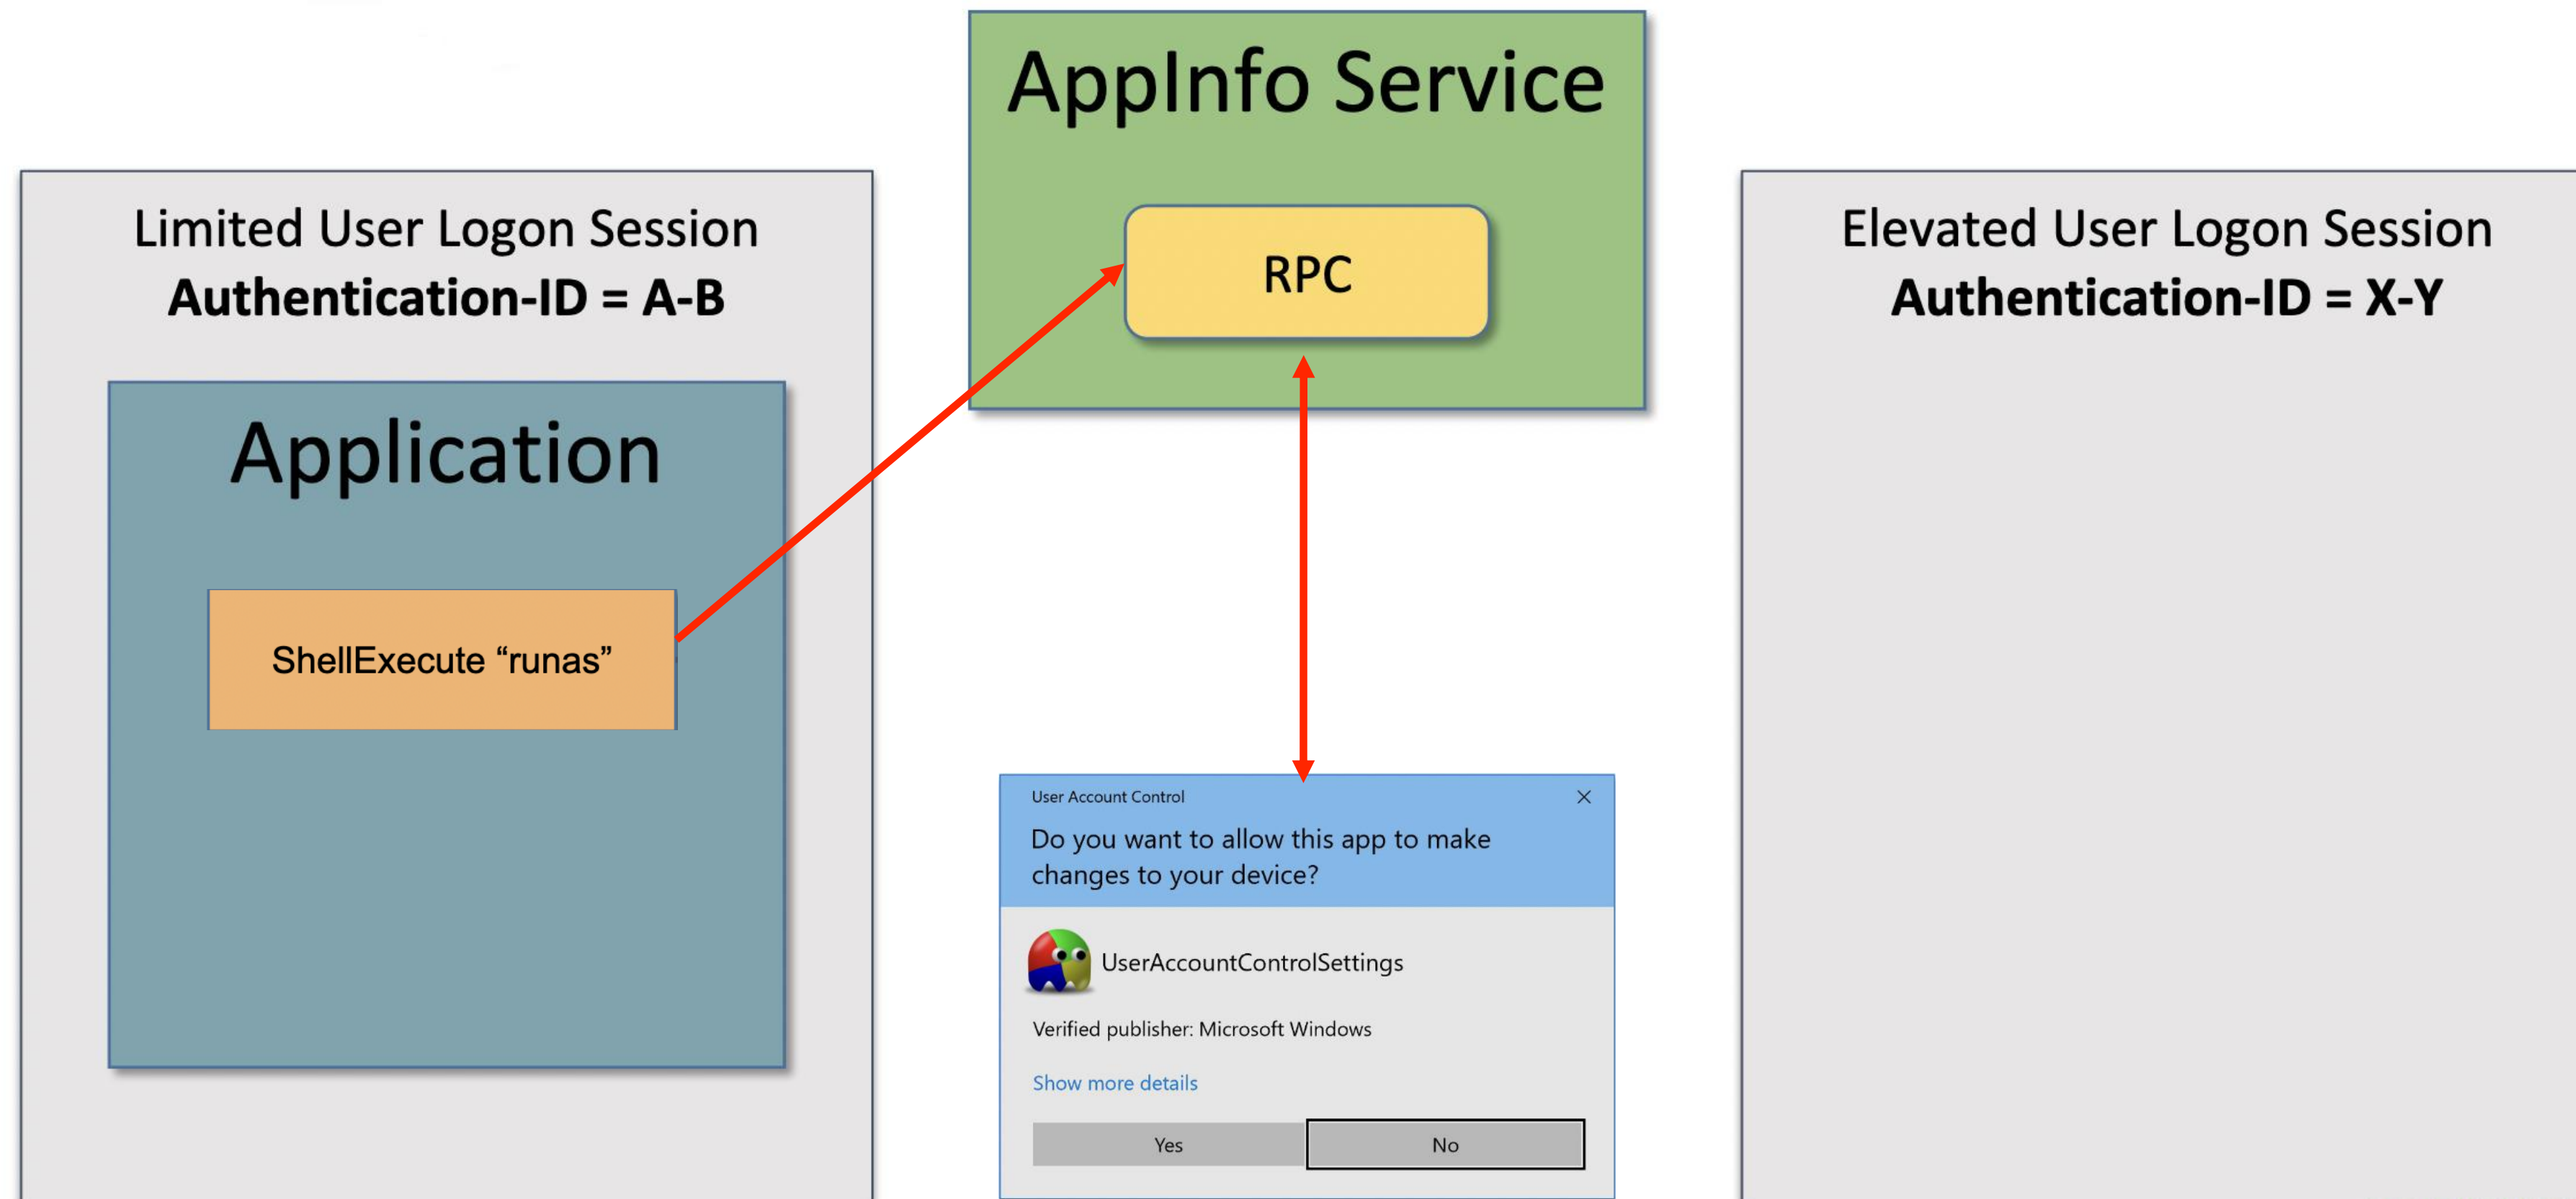 AppInfo Service
RPC
Limited User Logon Session
Authentication-ID = A-B
Application
ShellExecute “runas”
Elevated User Logon Session
Authentication-ID = X-Y
User Account Control
Do you want to allow this app to make
changes to your device?
UserAccountControlSettings
Verified publisher: Microsoft Windows
Show more details
Yes
No